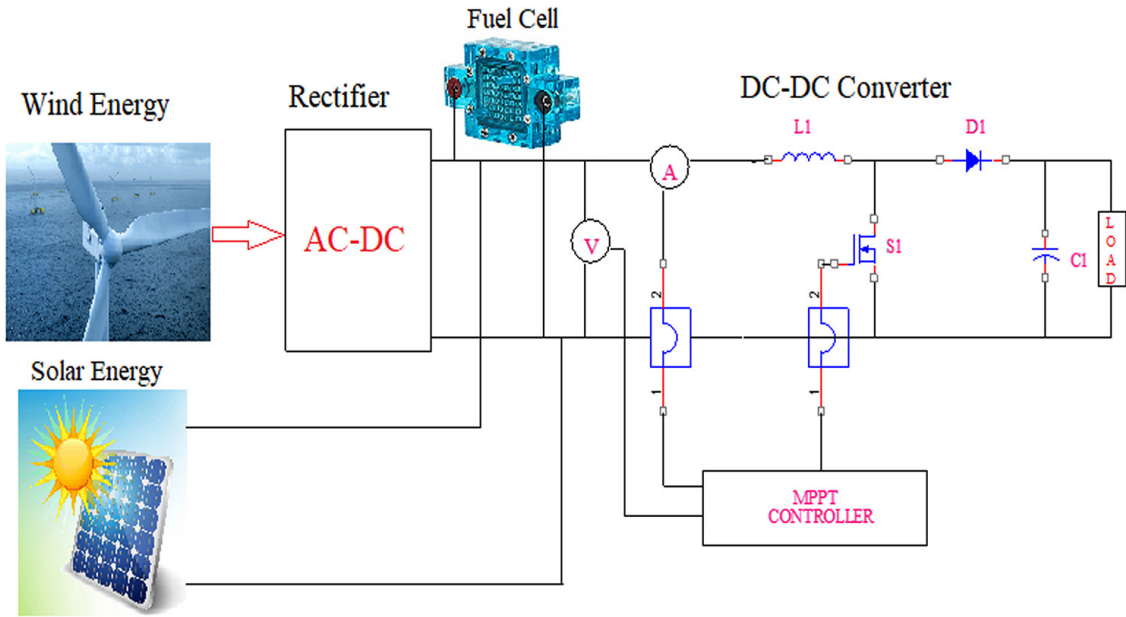 Fuel Cell
Wind Energy
Rectifier
DC-DC Converter
L1
D1
A
AC-DC
V
S1
C1
LOAD
2
2
1
1
Solar Energy
MPPT
CONTROLLER